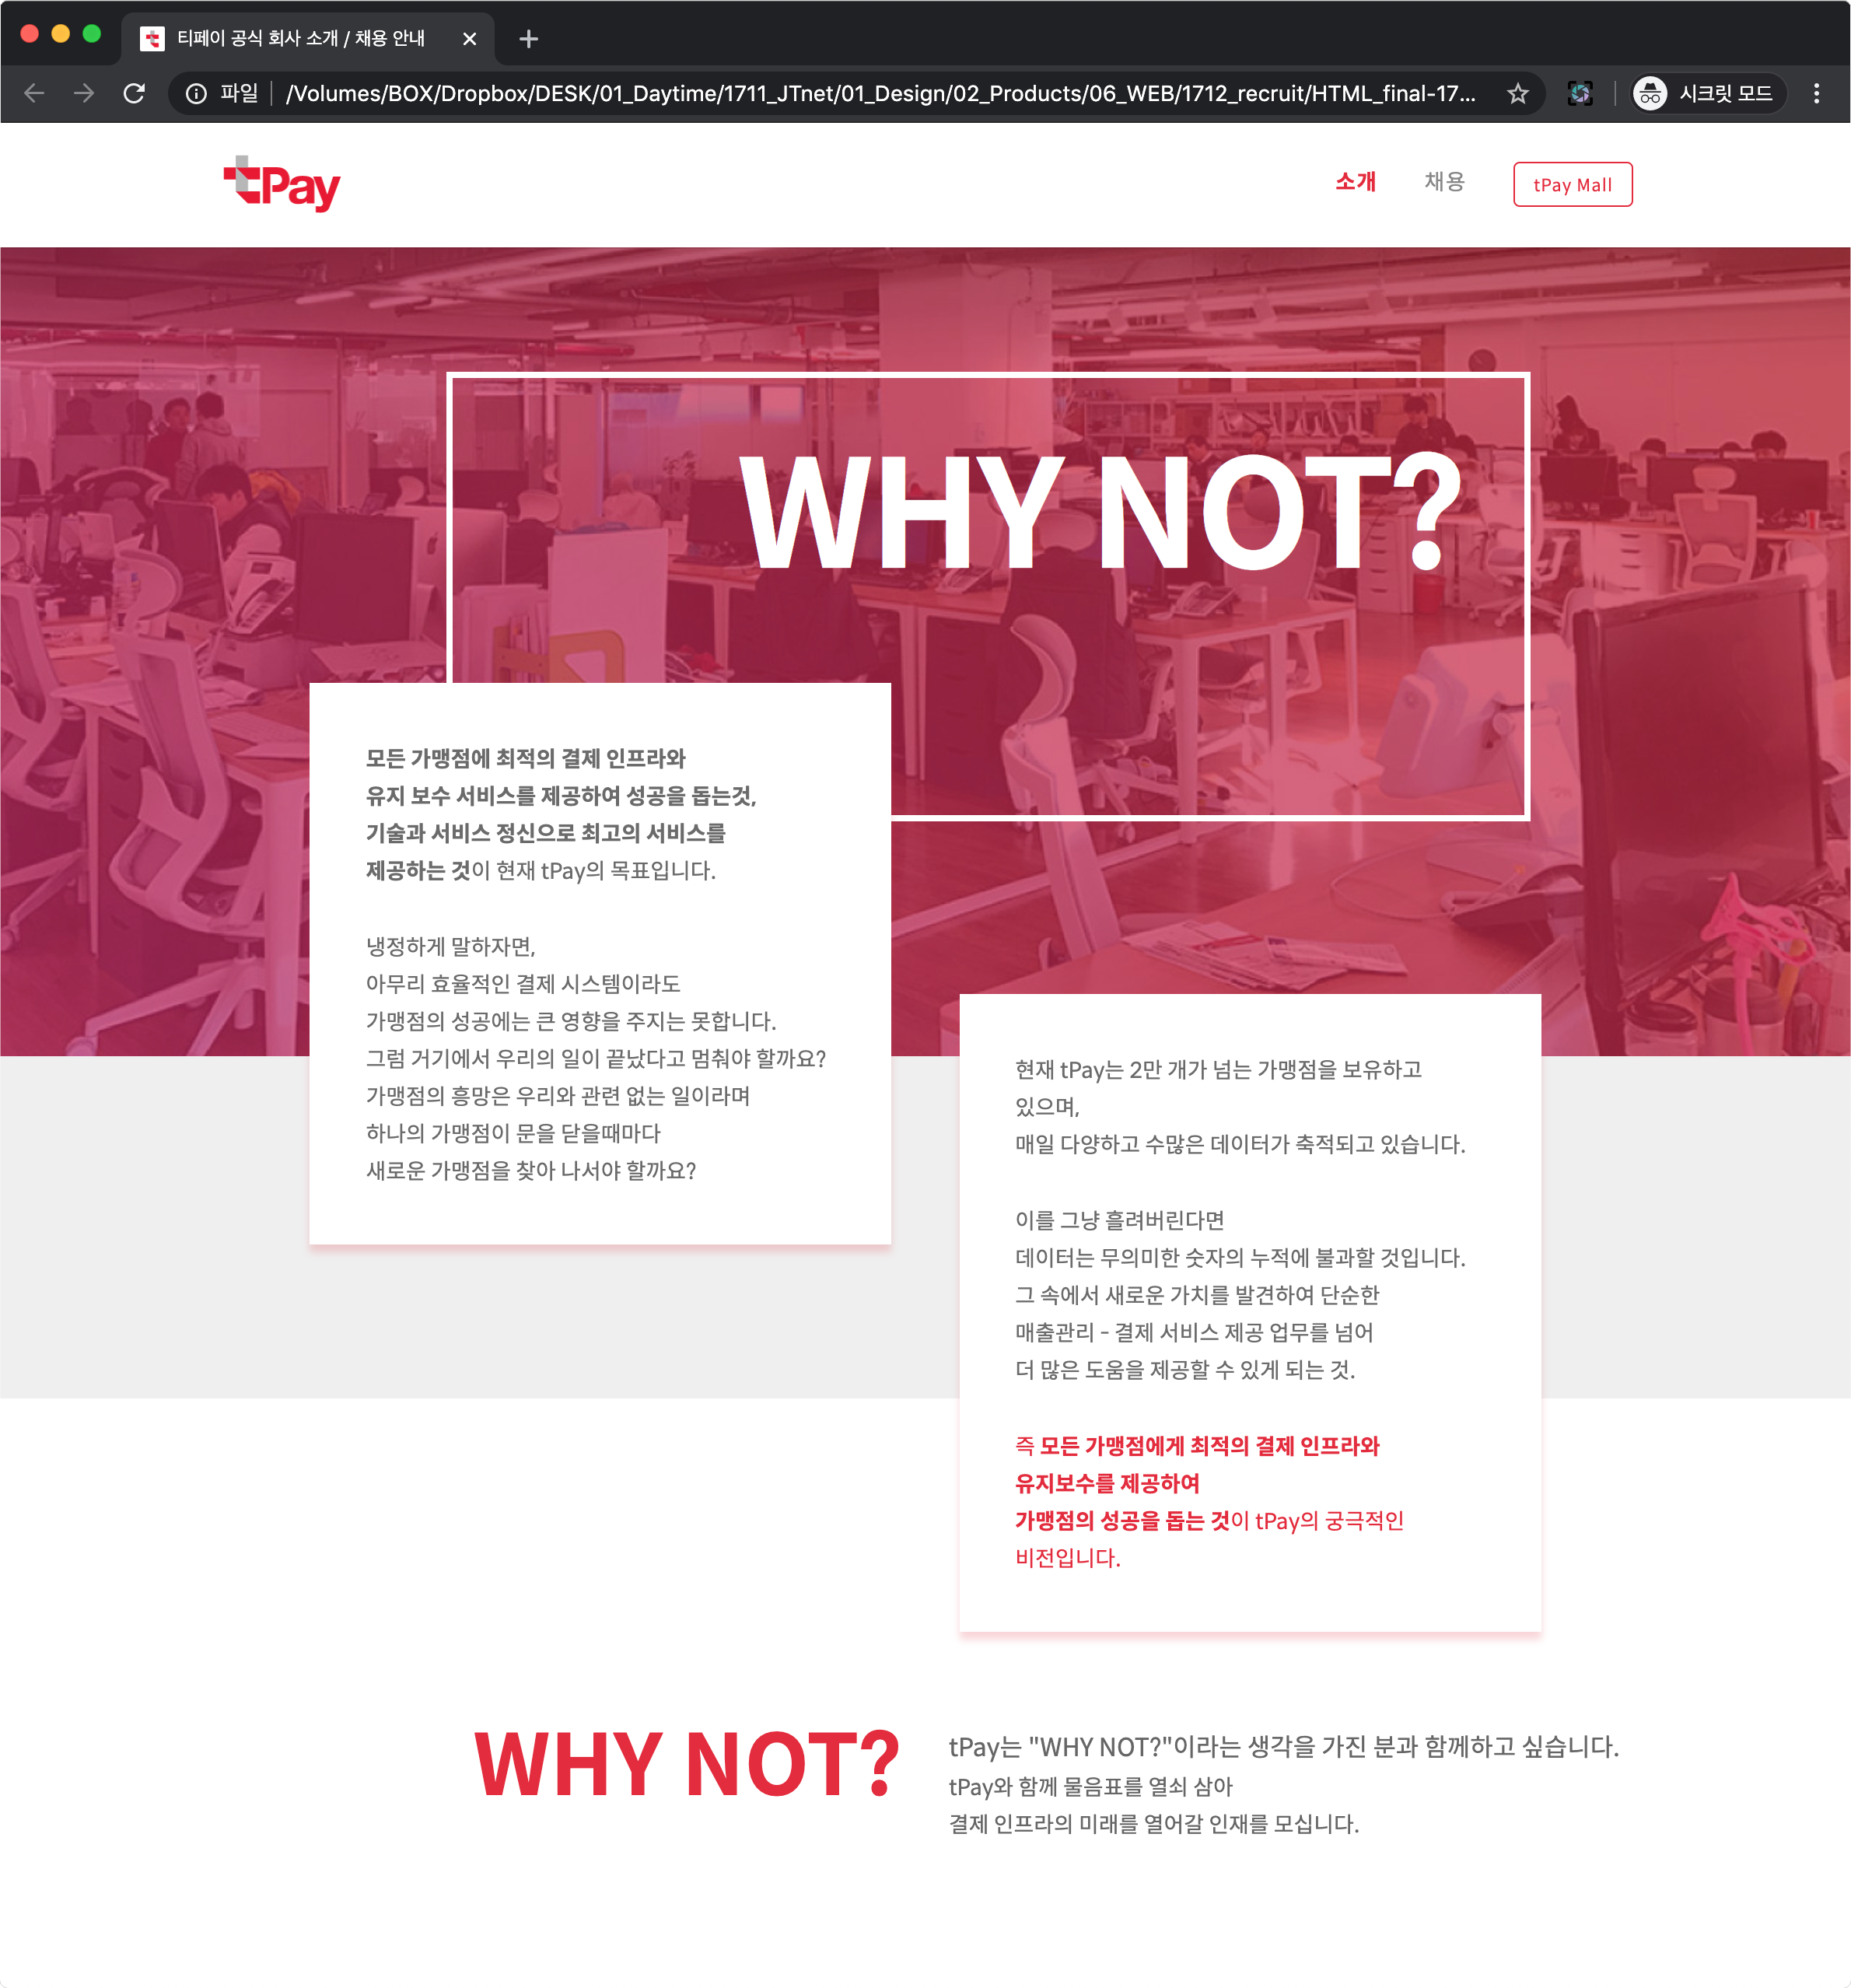 티페이 공식 회사 소개 / 채용 안내
파일
/Volumes/BOX/Dropbox/DESK/01_Daytime/1711_JTnet/01_Design/02_Products/06_WEB/1712_recruit/HTML_final-17...
시크릿 모드
tPay
소개
채용
tPay Mall
WHY NOT?
모든 가맹점에 최적의 결제 인프라와
유지 보수 서비스를 제공하여 성공을 돕는것,
기술과 서비스 정신으로 최고의 서비스를
제공하는 것이 현재 tPay의 목표입니다.
냉정하게 말하자면,
아무리 효율적인 결제 시스템이라도
가맹점의 성공에는 큰 영향을 주지는 못합니다.
그럼 거기에서 우리의 일이 끝났다고 멈춰야 할까요?
가맹점의 흥망은 우리와 관련 없는 일이라며
하나의 가맹점이 문을 닫을때마다
새로운 가맹점을 찾아 나서야 할까요?
현재 tPay는 2만 개가 넘는 가맹점을 보유하고
있으며,
매일 다양하고 수많은 데이터가 축적되고 있습니다.
이를 그냥 흘려버린다면
데이터는 무의미한 숫자의 누적에 불과할 것입니다.
그 속에서 새로운 가치를 발견하여 단순한
매출관리 - 결제 서비스 제공 업무를 넘어
더 많은 도움을 제공할 수 있게 되는 것.
즉 모든 가맹점에게 최적의 결제 인프라와
유지보수를 제공하여
가맹점의 성공을 돕는 것이 tPay의 궁극적인
비전입니다.
WHY NOT?
tPay는 "WHY NOT?"이라는 생각을 가진 분과 함께하고 싶습니다.
tPay와 함께 물음표를 열쇠 삼아
결제 인프라의 미래를 열어갈 인재를 모십니다.